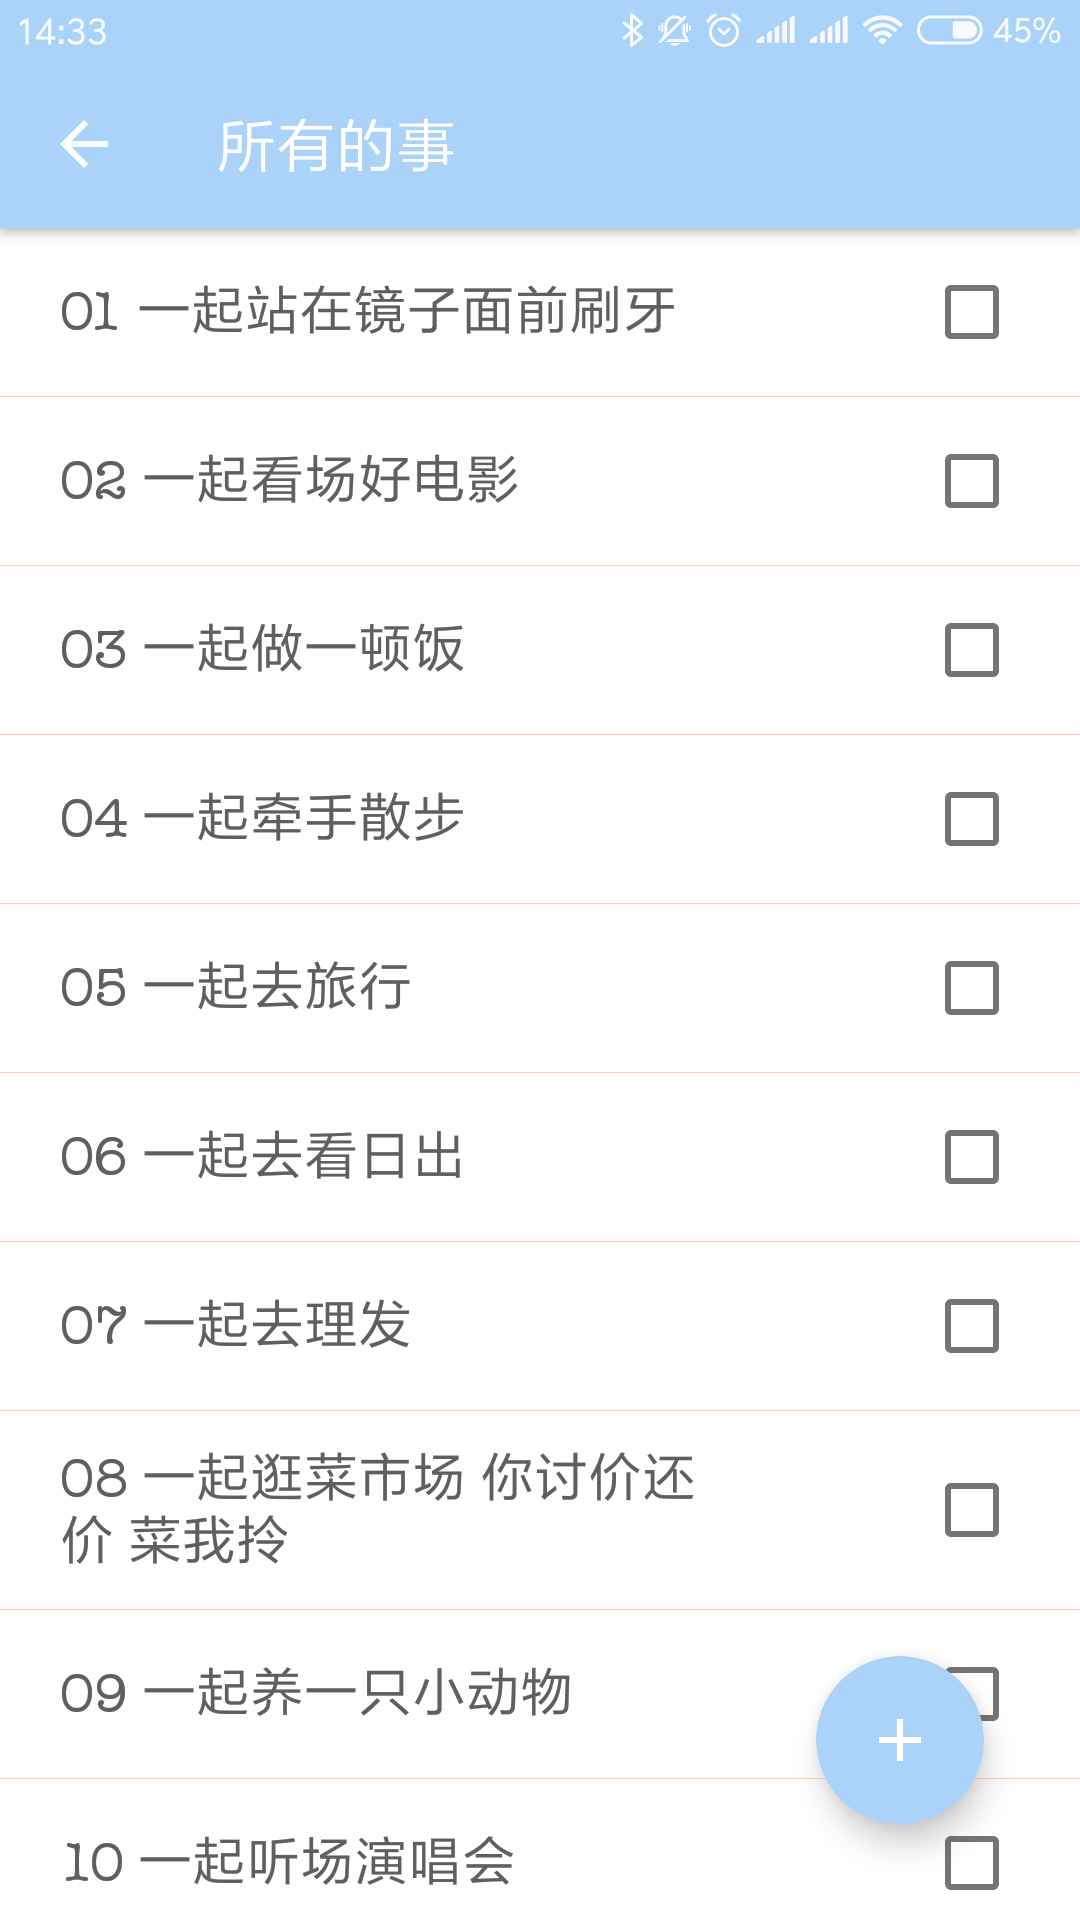 14:33 45%
所有的事
01 一起站在镜子面前刷牙
02 一起看场好电影
03 一起做一顿饭
04 一起牵手散步
05 一起去旅行
06 一起去看日出
07 一起去理发
08 一起逛菜市场 你讨价还
价 菜我拎
09 一起养一只小动物
10 一起听场演唱会